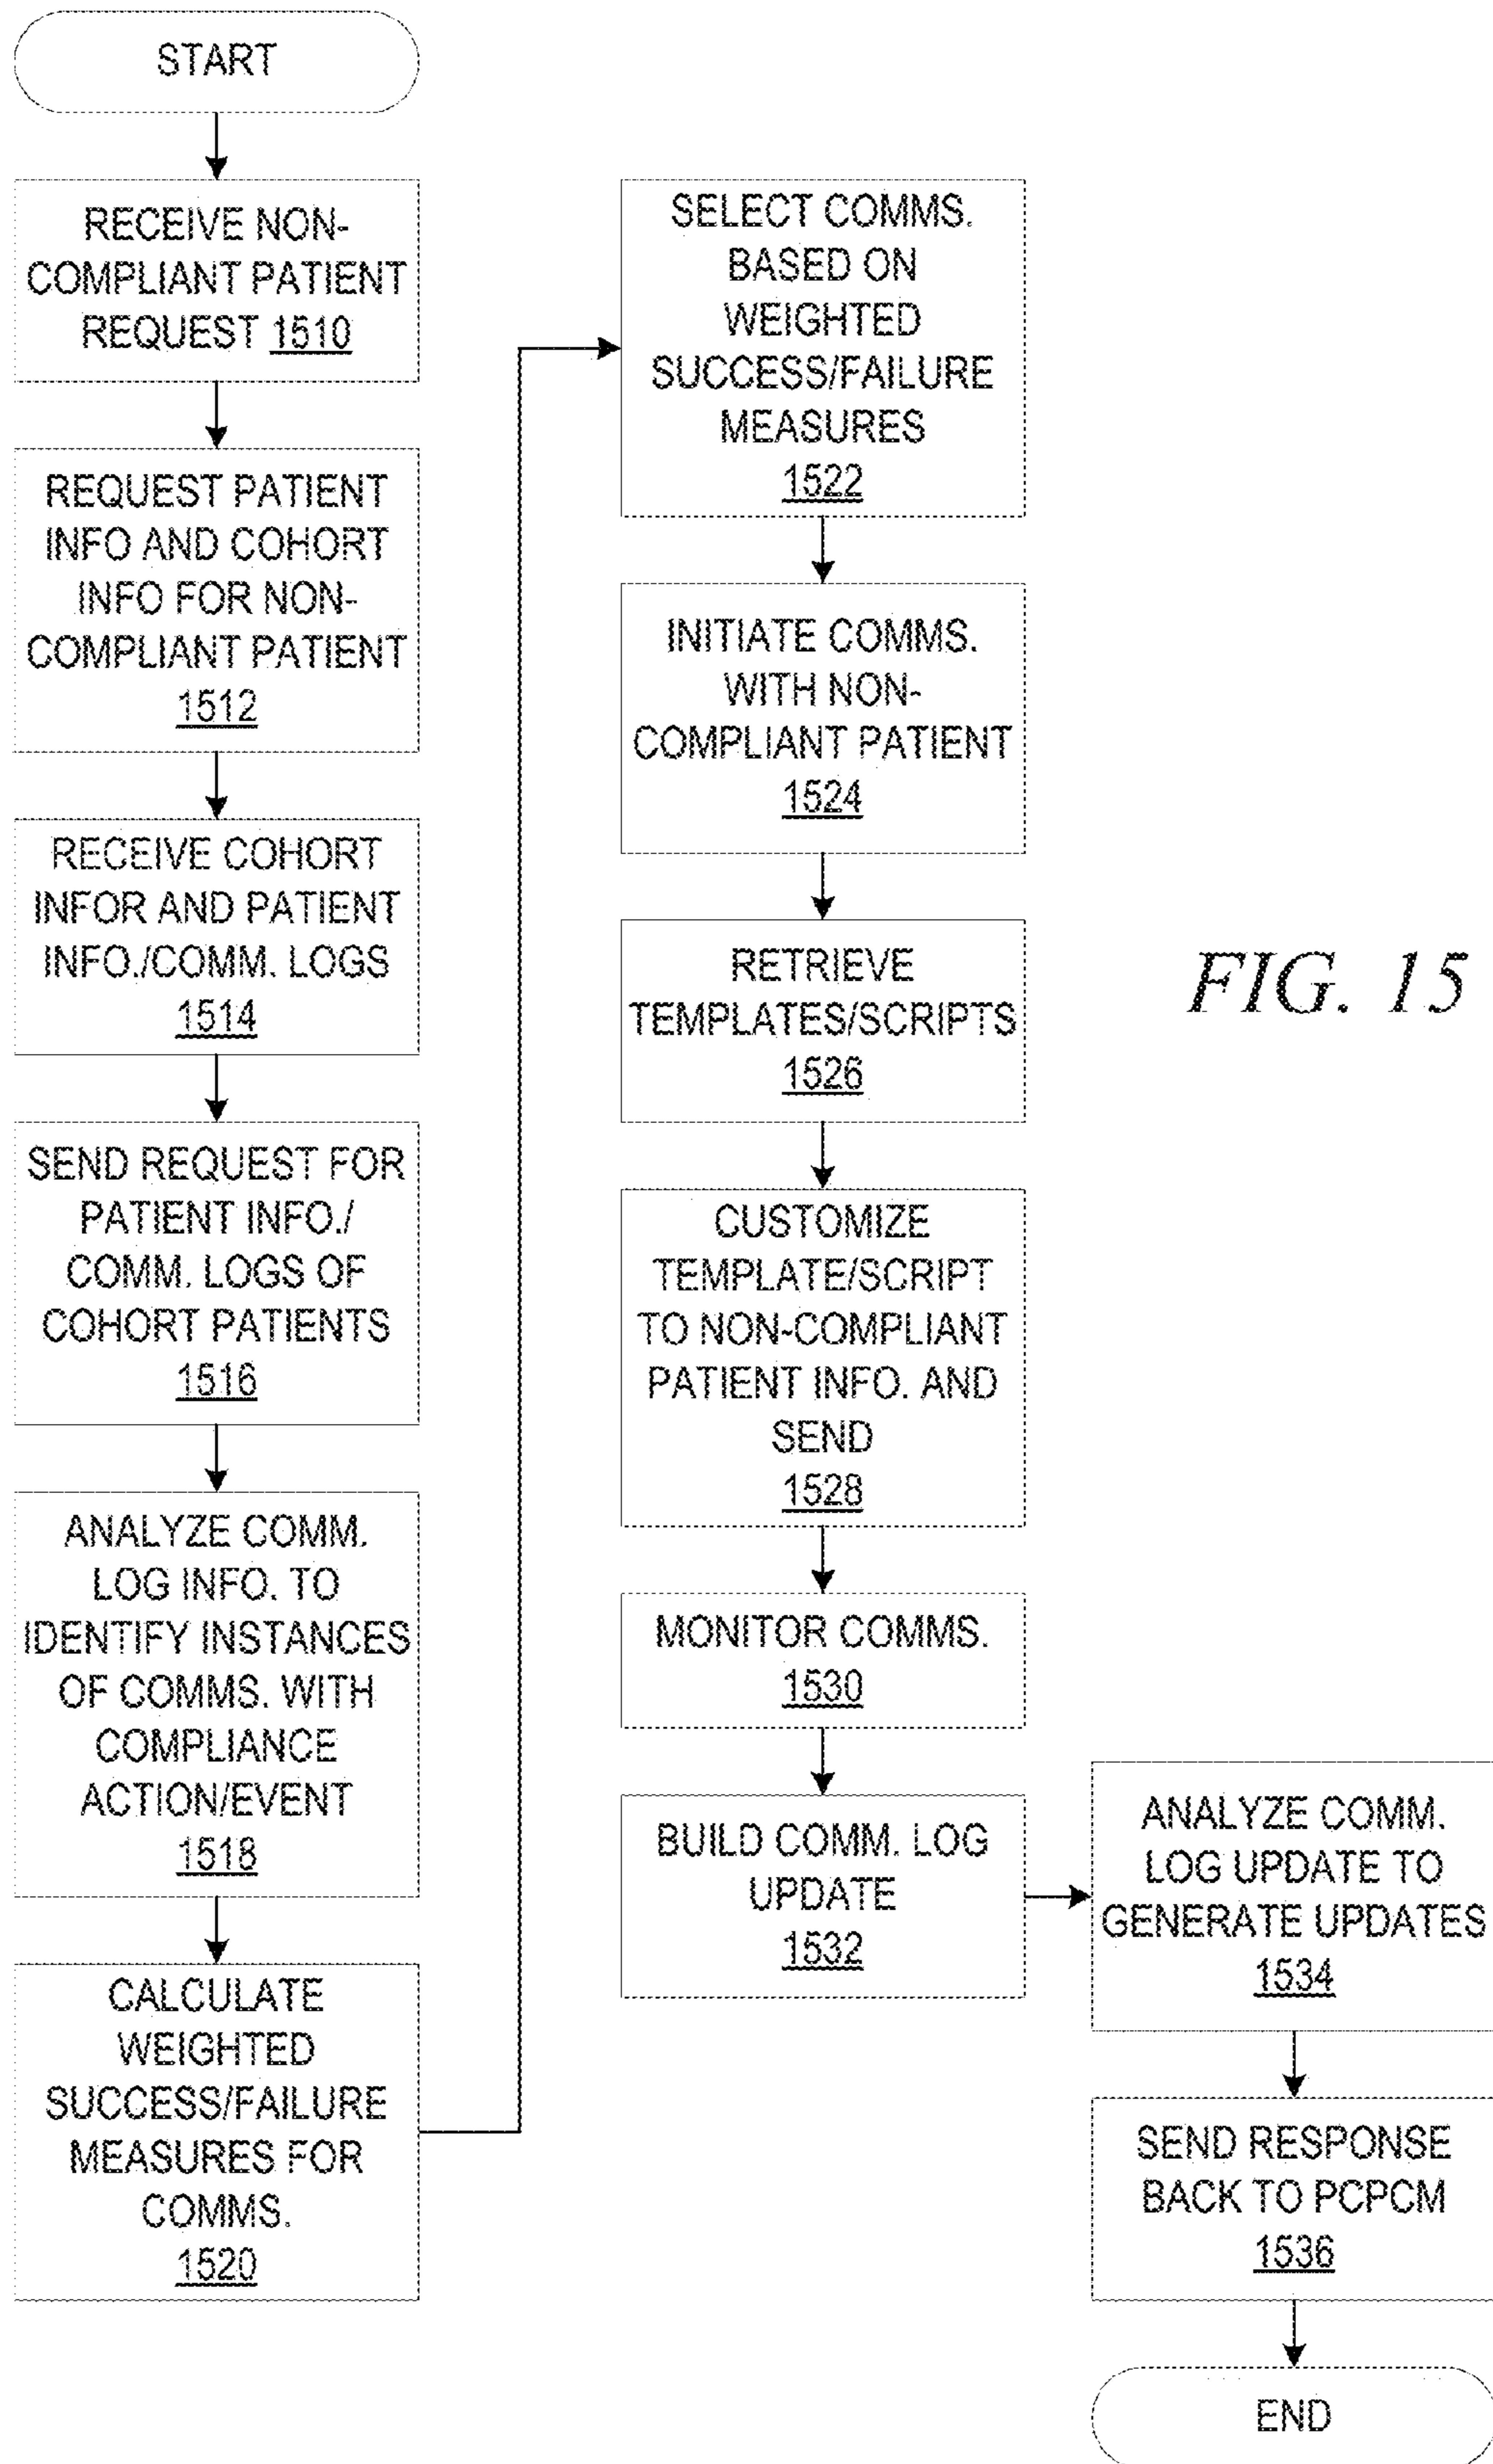 START
RECEIVE NON-
COMPLIANT PATIENT
REQUEST 1510
REQUEST PATIENT
INFO AND COHORT
INFO FOR NON-
COMPLIANT PATIENT
1512
RECEIVE COHORT
INFOR AND PATIENT
INFO./COMM. LOGS
1514
SEND REQUEST FOR
PATIENT INFO./
COMM. LOGS OF
COHORT PATIENTS
1516
ANALYZE COMM.
LOG INFO. TO
IDENTIFY INSTANCES
OF COMMS. WITH
COMPLIANCE
ACTION/EVENT
1518
CALCULATE
WEIGHTED
SUCCESS/FAILURE
MEASURES FOR
COMMS.
1520
SELECT COMMS.
BASED ON
WEIGHTED
SUCCESS/FAILURE
MEASURES
1522
INITIATE COMMS.
WITH NON-
COMPLIANT PATIENT
1524
RETRIEVE
TEMPLATES/SCRIPTS
1526
CUSTOMIZE
TEMPLATE/SCRIPT
TO NON-COMPLIANT
PATIENT INFO. AND
SEND
1528
MONITOR COMMS.
1530
BUILD COMM. LOG
UPDATE
1532
ANALYZE COMM.
LOG UPDATE TO
GENERATE UPDATES
1534
SEND RESPONSE
BACK TO PCPCM
1536
END
FIG. 15